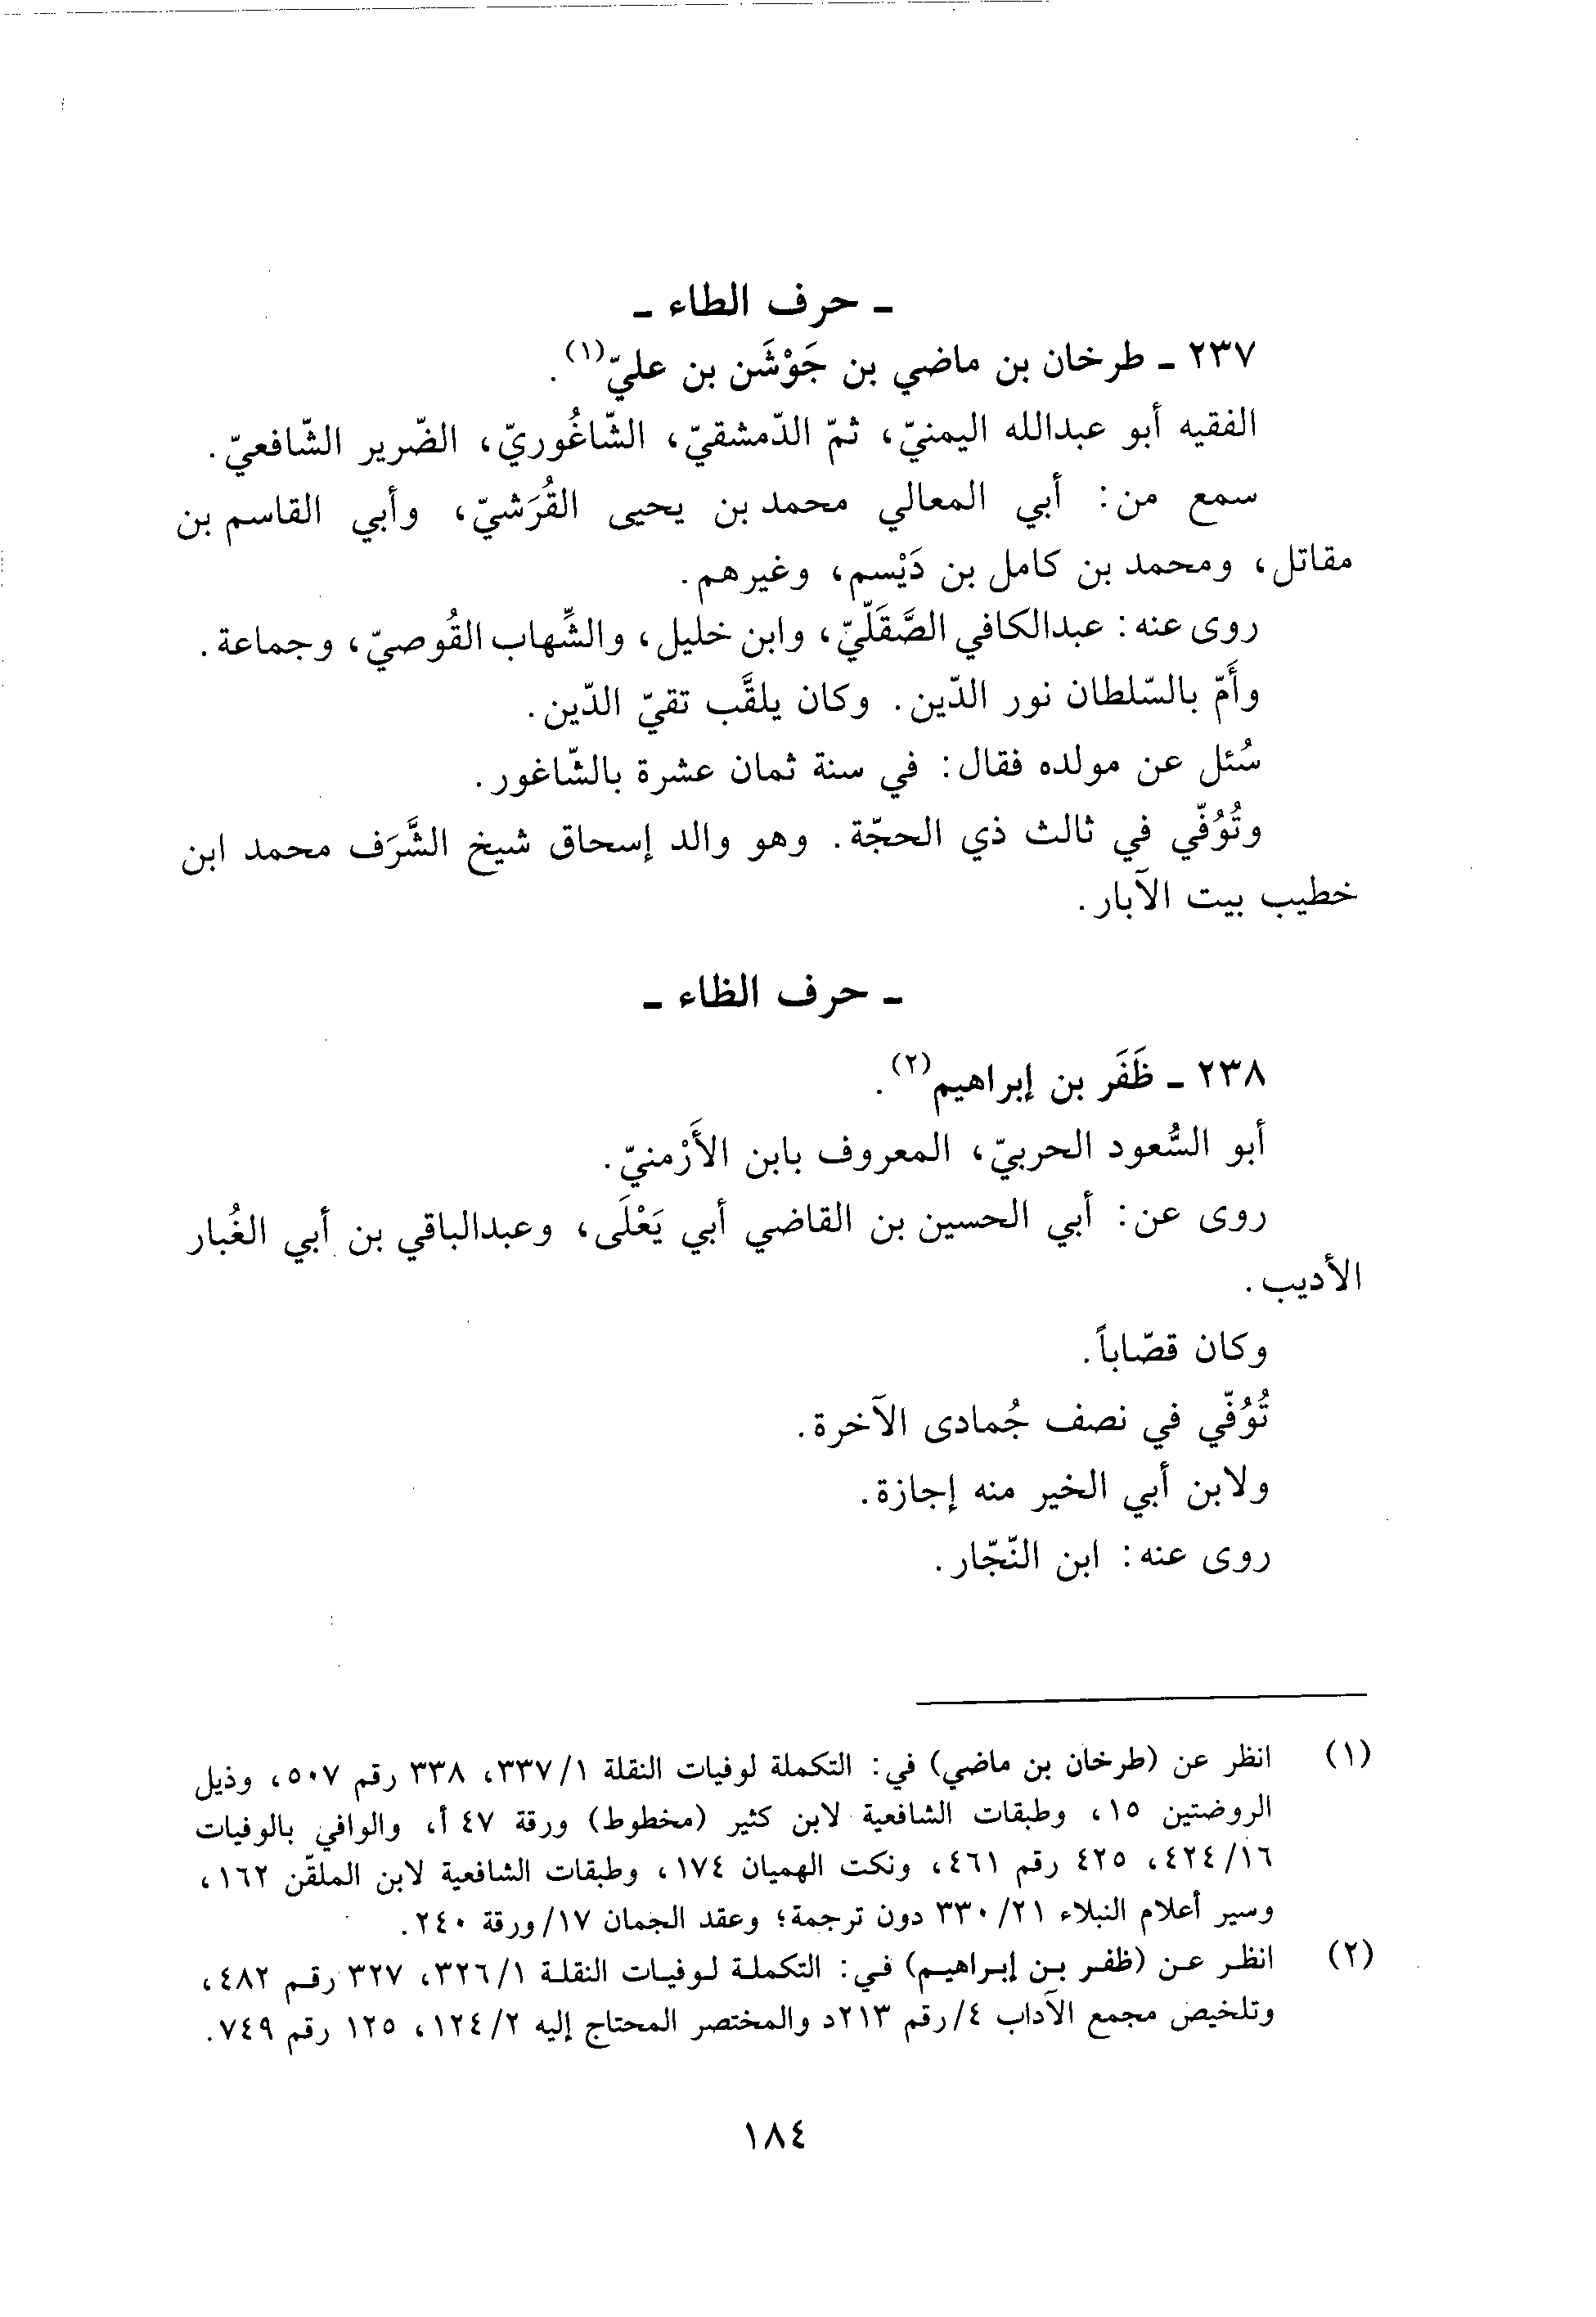 ـ حرف الطاء ـ
٢٣٧ ـ طرخان بن ماضي بن جَوْشَن بن عليّ(١).
الفقيه أبو عبدالله اليمنيّ، ثمّ الدّمشقيّ، الشّاغُوريّ، الضّرير الشّافعيّ.
سمع من: أبي المعالي محمد بن يحيى القُرَشيّ، وأبي القاسم بن
مقاتل، ومحمد بن كامل بن دَيْسم، وغيرهم.
روى عنه: عبدالكافي الصَّقَلّيّ، وابن خليل، والشِّهاب القُوصيّ، وجماعة.
وأَمّ بالسّلطان نور الدّين. وكان يلقَّب تقيّ الدّين.
سُئل عن مولده فقال: في سنة ثمان عشرة بالشّاغور.
وتُوُفّي في ثالث ذي الحجّة. وهو والد إسحاق شيخ الشَّرَف محمد ابن
خطيب بيت الآبار.
ـ حرف الظاء ـ
٢٣٨ ـ ظَفَر بن إبراهيم(٢).
أبو السُّعود الحربيّ، المعروف بابن الأَرْمنيّ.
روى عن: أبي الحسين بن القاضي أبي يَعْلَى، وعبدالباقي بن أبي الغُبار
الأديب.
وكان قصّاباً.
تُوُفّي في نصف جُمادى الآخرة.
ولابن أبي الخير منه إجازة.
روى عنه: ابن النّجّار.
(١) انظر عن (طرخان بن ماضي) في: التكملة لوفيات النقلة ١/٣٣٧، ٣٣٨ رقم ٥٠٧، وذيل
الروضتين ١٥، وطبقات الشافعية لابن كثير (مخطوط) ورقة ٤٧ أ، والوافي بالوفيات
١٦/٤٢٤، ٤٢٥ رقم ٤٦١، ونكت الهميان ١٧٤، وطبقات الشافعية لابن الملقّن ١٦٢،
وسير أعلام النبلاء ٢١/٣٣٠ دون ترجمة؛ وعقد الجمان ١٧/ورقة ٢٤٠.
(٢) انظر عن (ظفر بن إبراهيم) في: التكملة لوفيات النقلة ١/٣٢٦، ٣٢٧ رقم ٤٨٢،
وتلخيص مجمع الآداب ٤/رقم ٢١٣د والمختصر المحتاج إليه ٢/١٢٤، ١٢٥ رقم ٧٤٩.
١٨٤